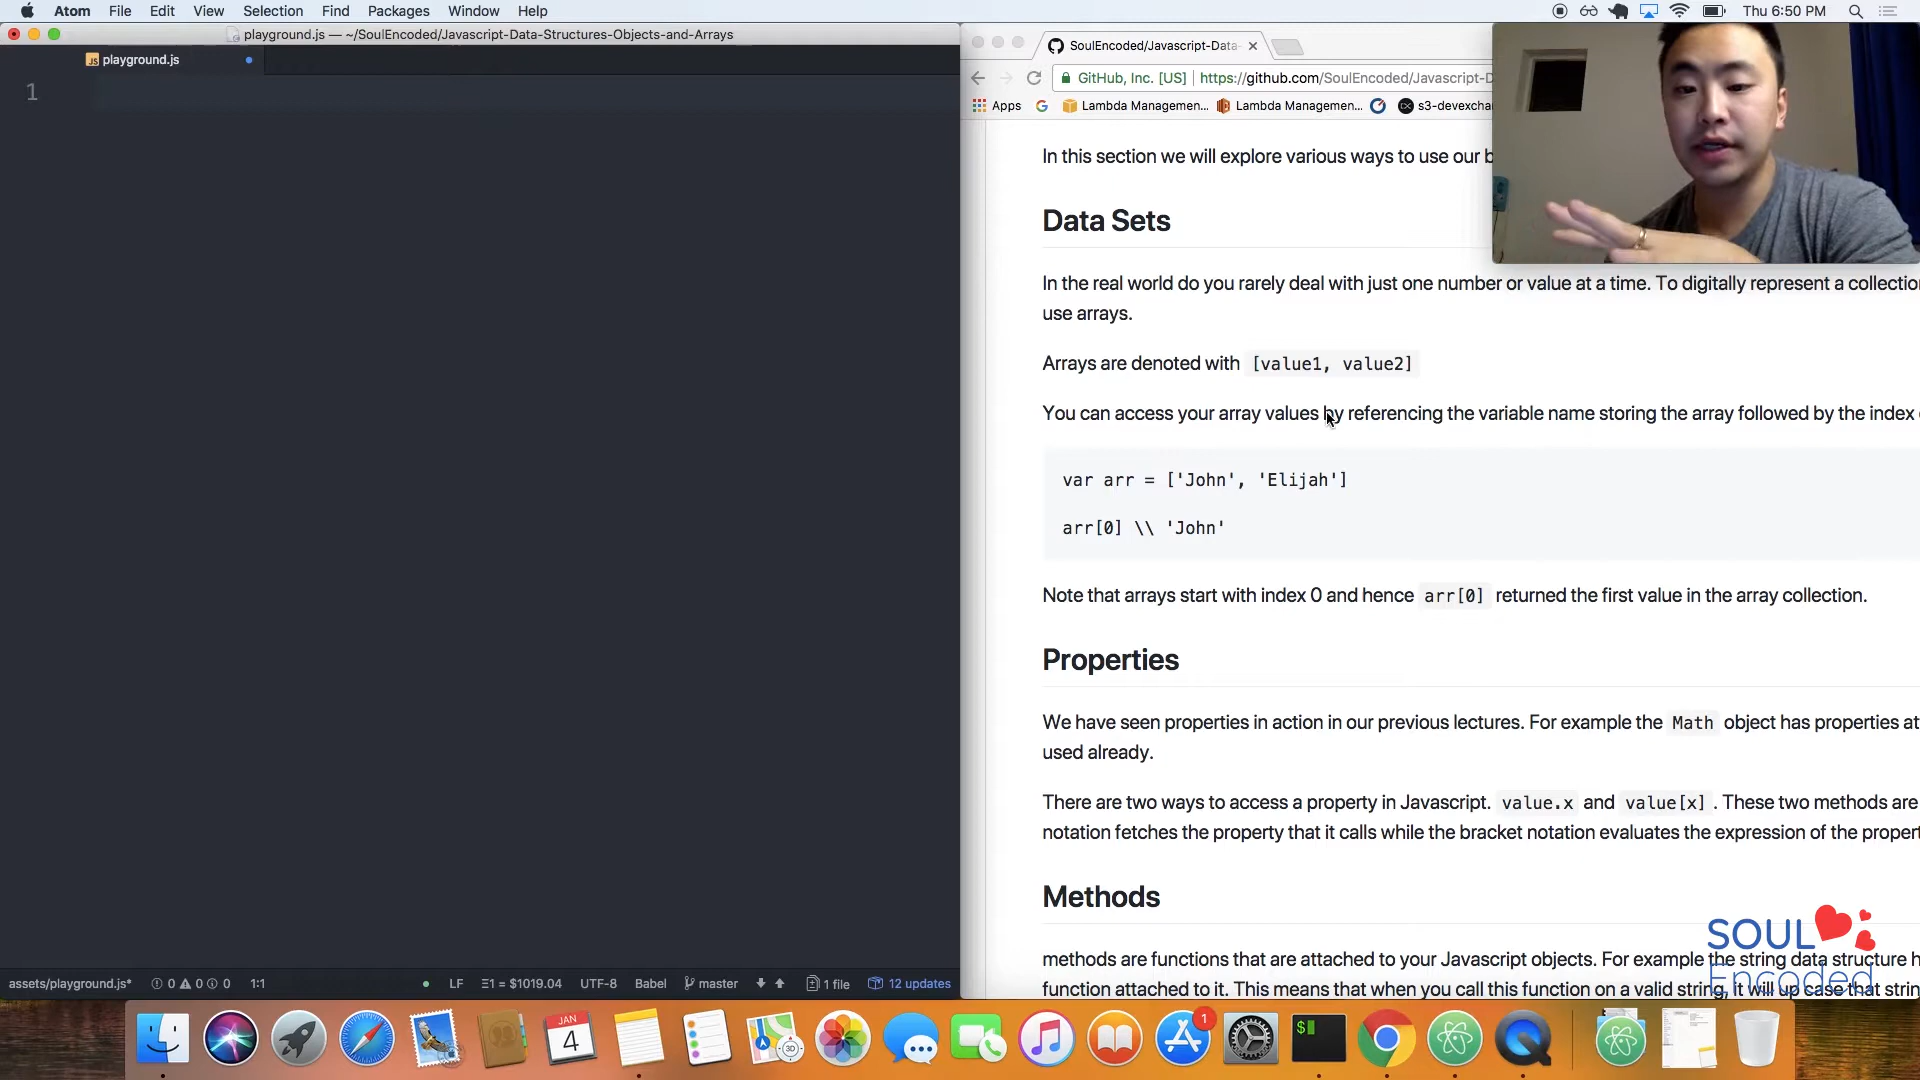 Atom File Edit View Selection Find Packages Window Help
Thu 6:50 PM
playground.js — ~/SoulEncoded/Javascript-Data-Structures-Objects-and-Arrays
JS playground.js
1
SoulEncoded/Javascript-Data-
GitHub, Inc. [US] | https://github.com/SoulEncoded/Javascript-D
Apps G Lambda Managemen... Lambda Managemen... DX s3-devexcha
In this section we will explore various ways to use our b
Data Sets
In the real world do you rarely deal with just one number or value at a time. To digitally represent a collectio
use arrays.
Arrays are denoted with [value1, value2]
You can access your array values by referencing the variable name storing the array followed by the index
var arr = ['John', 'Elijah']
arr[0] \\ 'John'
Note that arrays start with index 0 and hence arr[0] returned the first value in the array collection.
Properties
We have seen properties in action in our previous lectures. For example the Math object has properties at
used already.
There are two ways to access a property in Javascript. value.x and value[x] . These two methods are
notation fetches the property that it calls while the bracket notation evaluates the expression of the propert
Methods
methods are functions that are attached to your Javascript objects. For example the string data structure h
function attached to it. This means that when you call this function on a valid string, it will up case that strin
SOUL
Encoded
assets/playground.js* 0 0 0 1:1
LF Ξ1 = $1019.04 UTF-8 Babel master 1 file 12 updates
JAN
4
3D
1
$